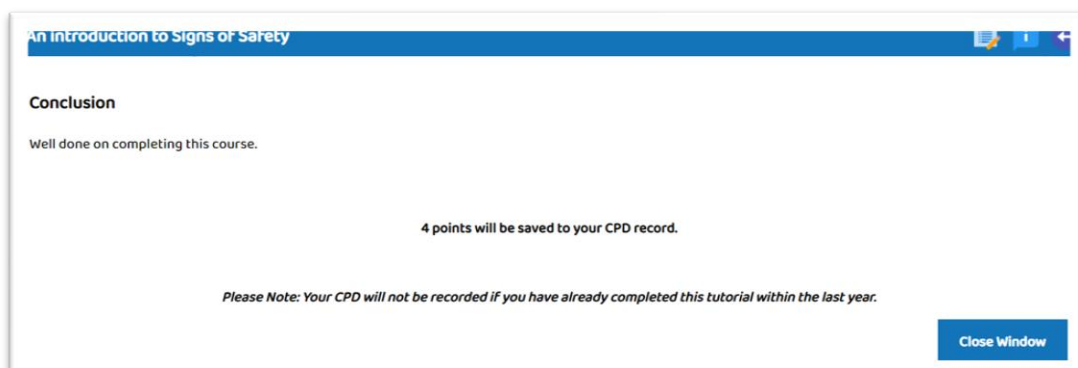 An introduction to Signs of Safety
Conclusion
Well done on completing this course.
4 points will be saved to your CPD record.
Please Note: Your CPD will not be recorded if you have already completed this tutorial within the last year.
Close Window